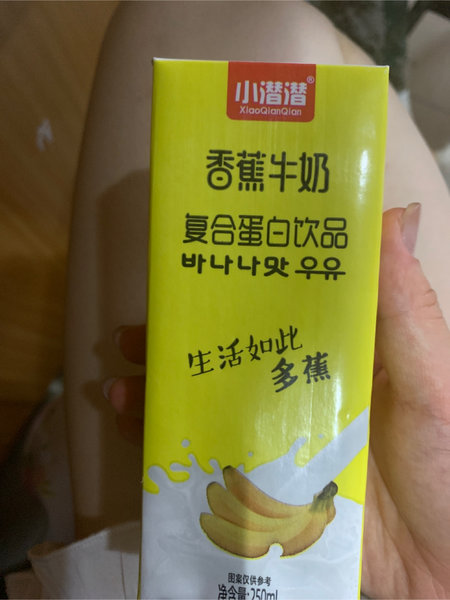 小潜潜®
XiaoQianQian
香蕉牛奶
复合蛋白饮品
바나나맛 우유
生活如此
多蕉
图案仅供参考
净含量:250ml